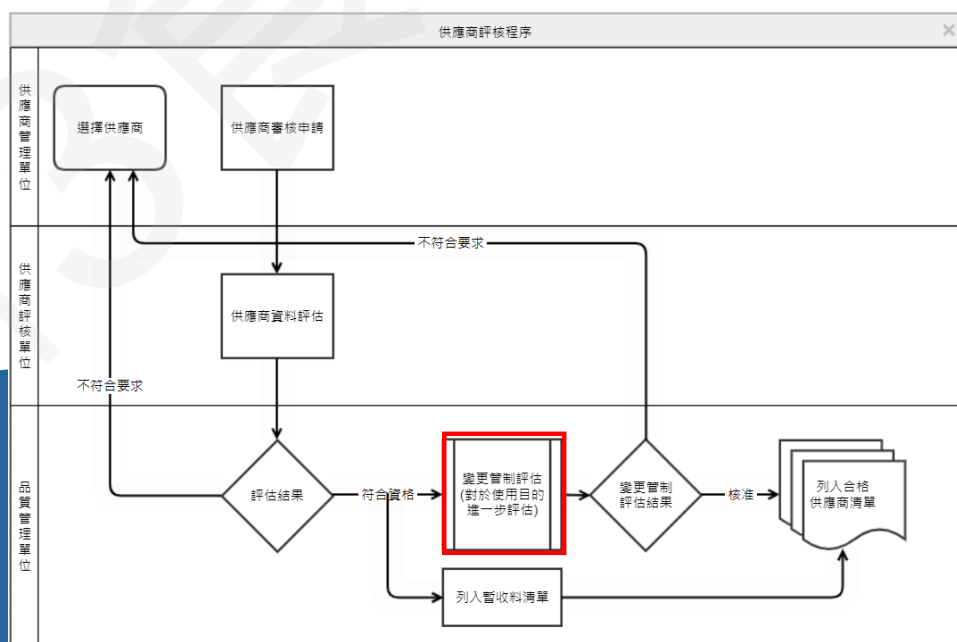 供應商評核程序
供應商管理單位
選擇供應商
供應商審核申請
不符合要求
供應商評核單位
供應商資料評估
不符合要求
品質管理單位
評估結果
符合資格
變更管制評估
(對於使用目的
進一步評估)
變更管制
評估結果
核准
列入合格
供應商清單
列入暫收料清單